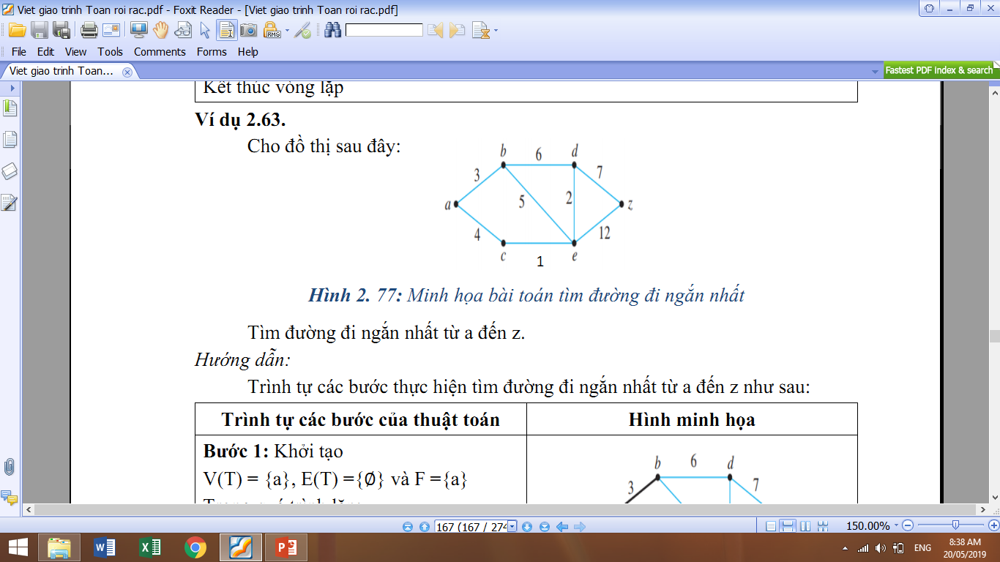 Viet giao trinh Toan roi rac.pdf - Foxit Reader - [Viet giao trinh Toan roi rac.pdf]
RMS
File Edit View Tools Comments Forms Help
Viet giao trinh Toan...
Fastest PDF index & search
Kết thúc vòng lặp
Ví dụ 2.63.
Cho đồ thị sau đây:
b 6 d
3 7
a 5 2 z
4 12
c 1 e
Hình 2. 77: Minh họa bài toán tìm đường đi ngắn nhất
Tìm đường đi ngắn nhất từ a đến z.
Hướng dẫn:
Trình tự các bước thực hiện tìm đường đi ngắn nhất từ a đến z như sau:
Trình tự các bước của thuật toán
Hình minh họa
Bước 1: Khởi tạo
V(T) = {a}, E(T) ={∅} và F ={a}
b 6 d
3 7
167 (167 / 274
150.00%
ENG
8:38 AM
20/05/2019